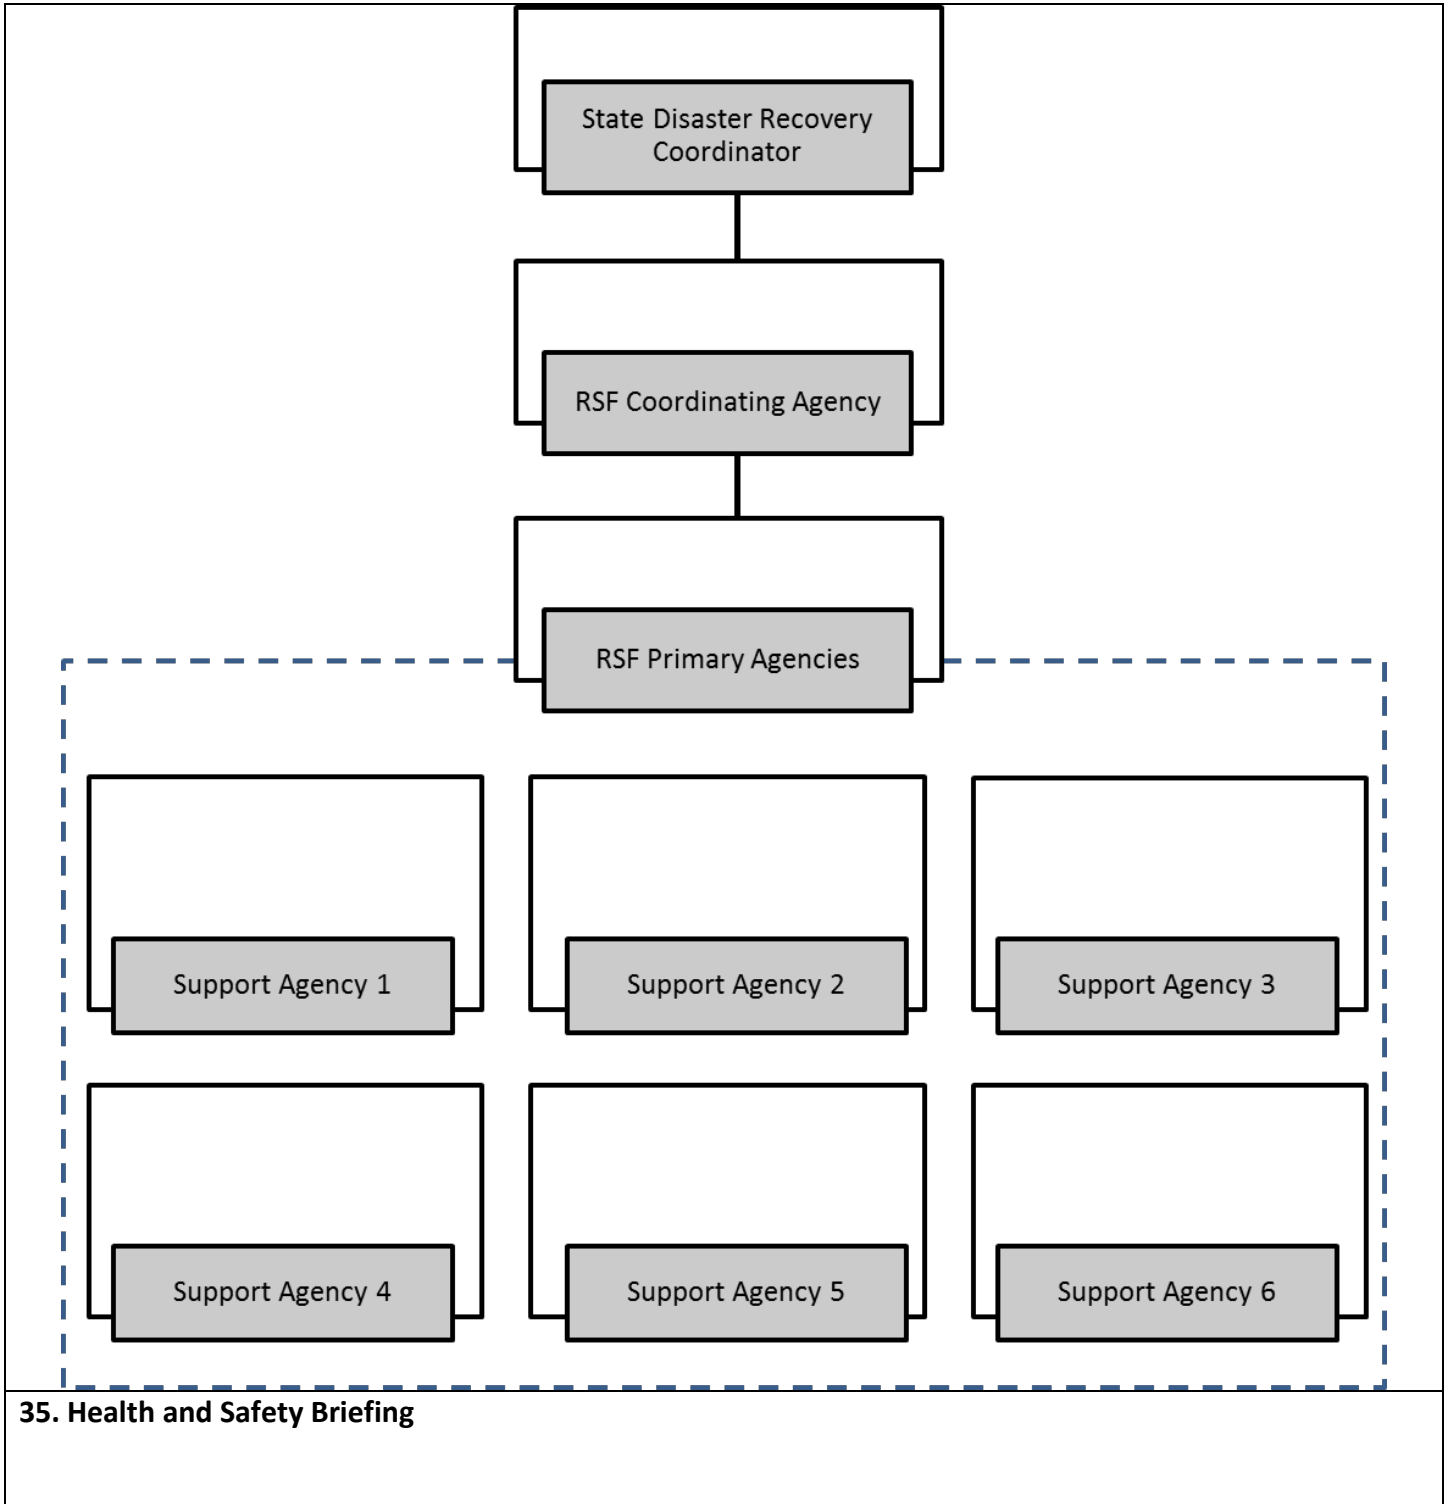 State Disaster Recovery
Coordinator
RSF Coordinating Agency
RSF Primary Agencies
Support Agency 1
Support Agency 2
Support Agency 3
Support Agency 4
Support Agency 5
Support Agency 6
35. Health and Safety Briefing